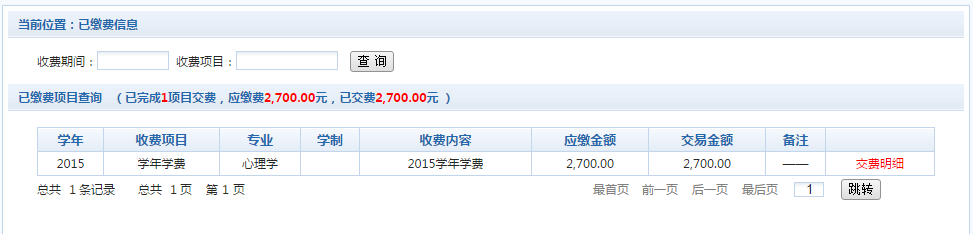 当前位置：已缴费信息
收费期间： 收费项目： 查 询
已缴费项目查询 （ 已完成1项目交费，应缴费2,700.00元，已交费2,700.00元 ）
学年 收费项目 专业 学制 收费内容 应缴金额 交易金额 备注
2015 学年学费 心理学 2015学年学费 2,700.00 2,700.00 —— 交费明细
总共 1 条记录 总共 1 页 第 1 页 最首页 前一页 后一页 最后页 1 跳转